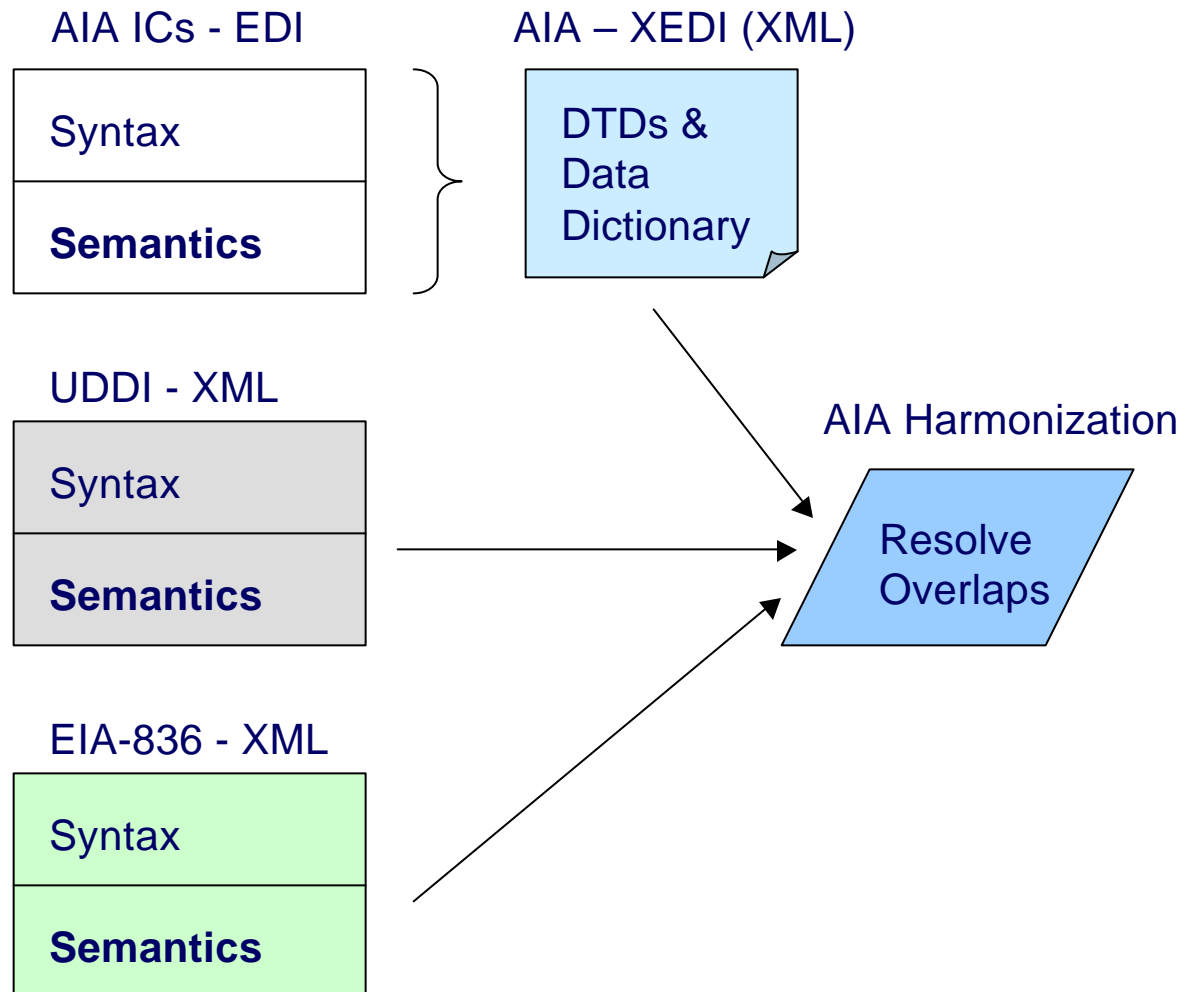 AIA ICs - EDI
AIA – XEDI (XML)
Syntax
Semantics
DTDs &
Data
Dictionary
UDDI - XML
Syntax
Semantics
AIA Harmonization
Resolve
Overlaps
EIA-836 - XML
Syntax
Semantics